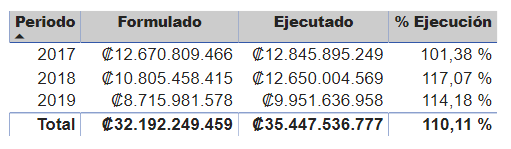 Periodo Formulado Ejecutado % Ejecución
2017 ₡12.670.809.466 ₡12.845.895.249 101,38 %
2018 ₡10.805.458.415 ₡12.650.004.569 117,07 %
2019 ₡8.715.981.578 ₡9.951.636.958 114,18 %
Total ₡32.192.249.459 ₡35.447.536.777 110,11 %